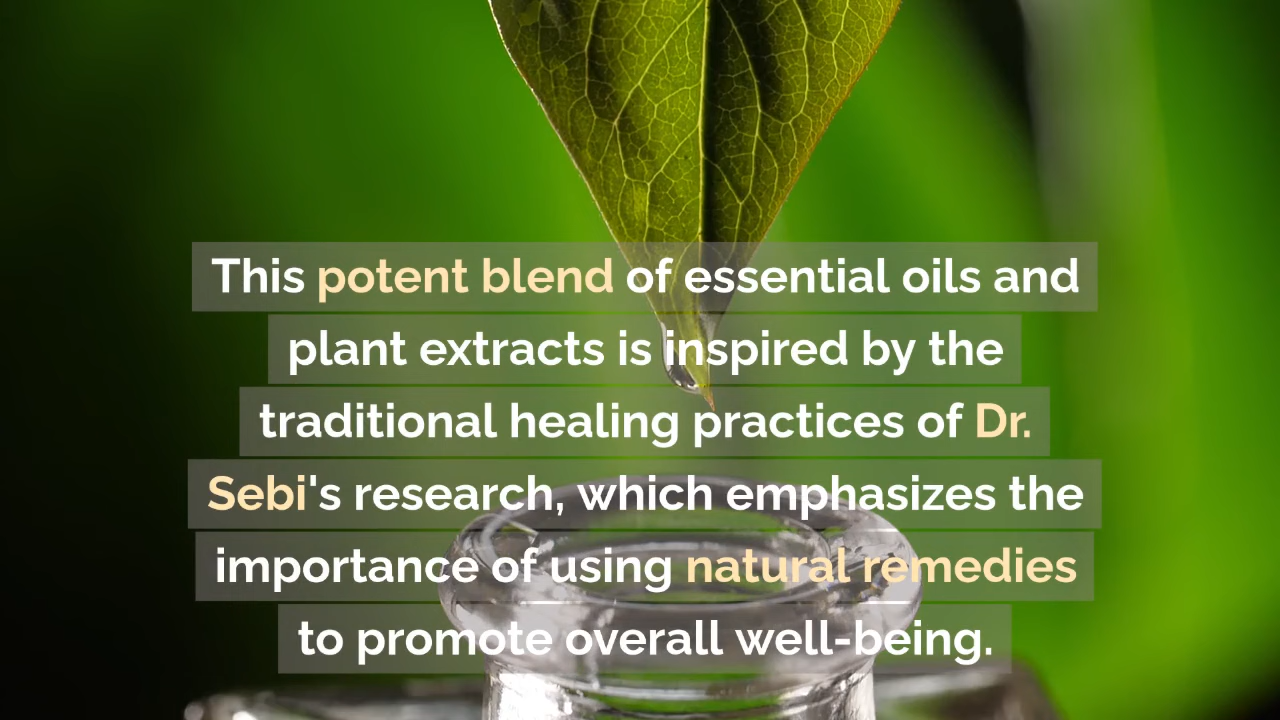 This potent blend of essential oils and
plant extracts is inspired by the
traditional healing practices of Dr.
Sebi's research, which emphasizes the
importance of using natural remedies
to promote overall well-being.